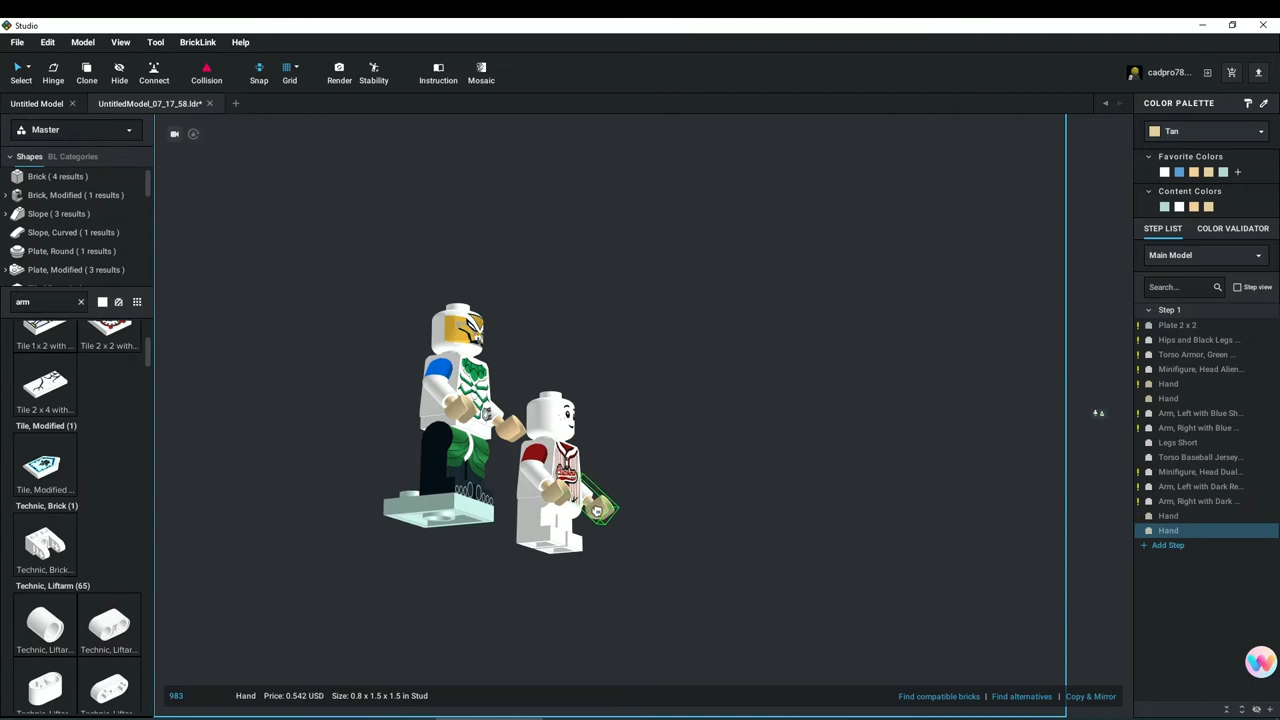 Studio
File Edit Model View Tool BrickLink Help
Select Hinge Clone Hide Connect Collision Snap Grid Render Stability Instruction Mosaic
cadpro78...
Untitled Model UntitledModel_07_17_58.ldr*
Master
Shapes BL Categories
Brick ( 4 results )
Brick, Modified ( 1 results )
Slope ( 3 results )
Slope, Curved ( 1 results )
Plate, Round ( 1 results )
Plate, Modified ( 3 results )
arm
Tile 1 x 2 with ... Tile 2 x 2 with...
Tile 2 x 4 with...
Tile, Modified (1)
Tile, Modified ...
Technic, Brick (1)
Technic, Brick...
Technic, Liftarm (65)
Technic, Liftar... Technic, Liftar...
983 Hand Price: 0.542 USD Size: 0.8 x 1.5 x 1.5 in Stud
Find compatible bricks | Find alternatives | Copy & Mirror
COLOR PALETTE
Tan
Favorite Colors
Content Colors
STEP LIST COLOR VALIDATOR
Main Model
Search... Step view
Step 1
Plate 2 x 2
Hips and Black Legs ...
Torso Armor, Green ...
Minifigure, Head Alien...
Hand
Hand
Arm, Left with Blue Sh...
Arm, Right with Blue ...
Legs Short
Torso Baseball Jersey...
Minifigure, Head Dual...
Arm, Left with Dark Re...
Arm, Right with Dark ...
Hand
Hand
+ Add Step